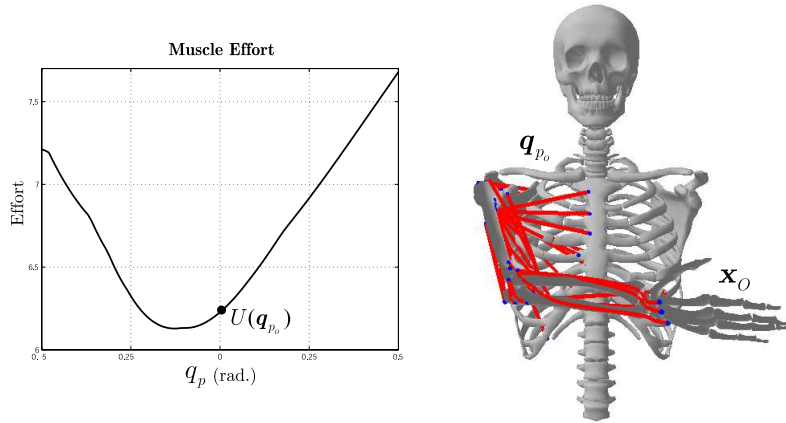 Muscle Effort
Effort
7.5
7
6.5
6
0.5
0.25
0
0.25
0.5
U(q_{p_o})
q_p (rad.)
q_{p_o}
x_O